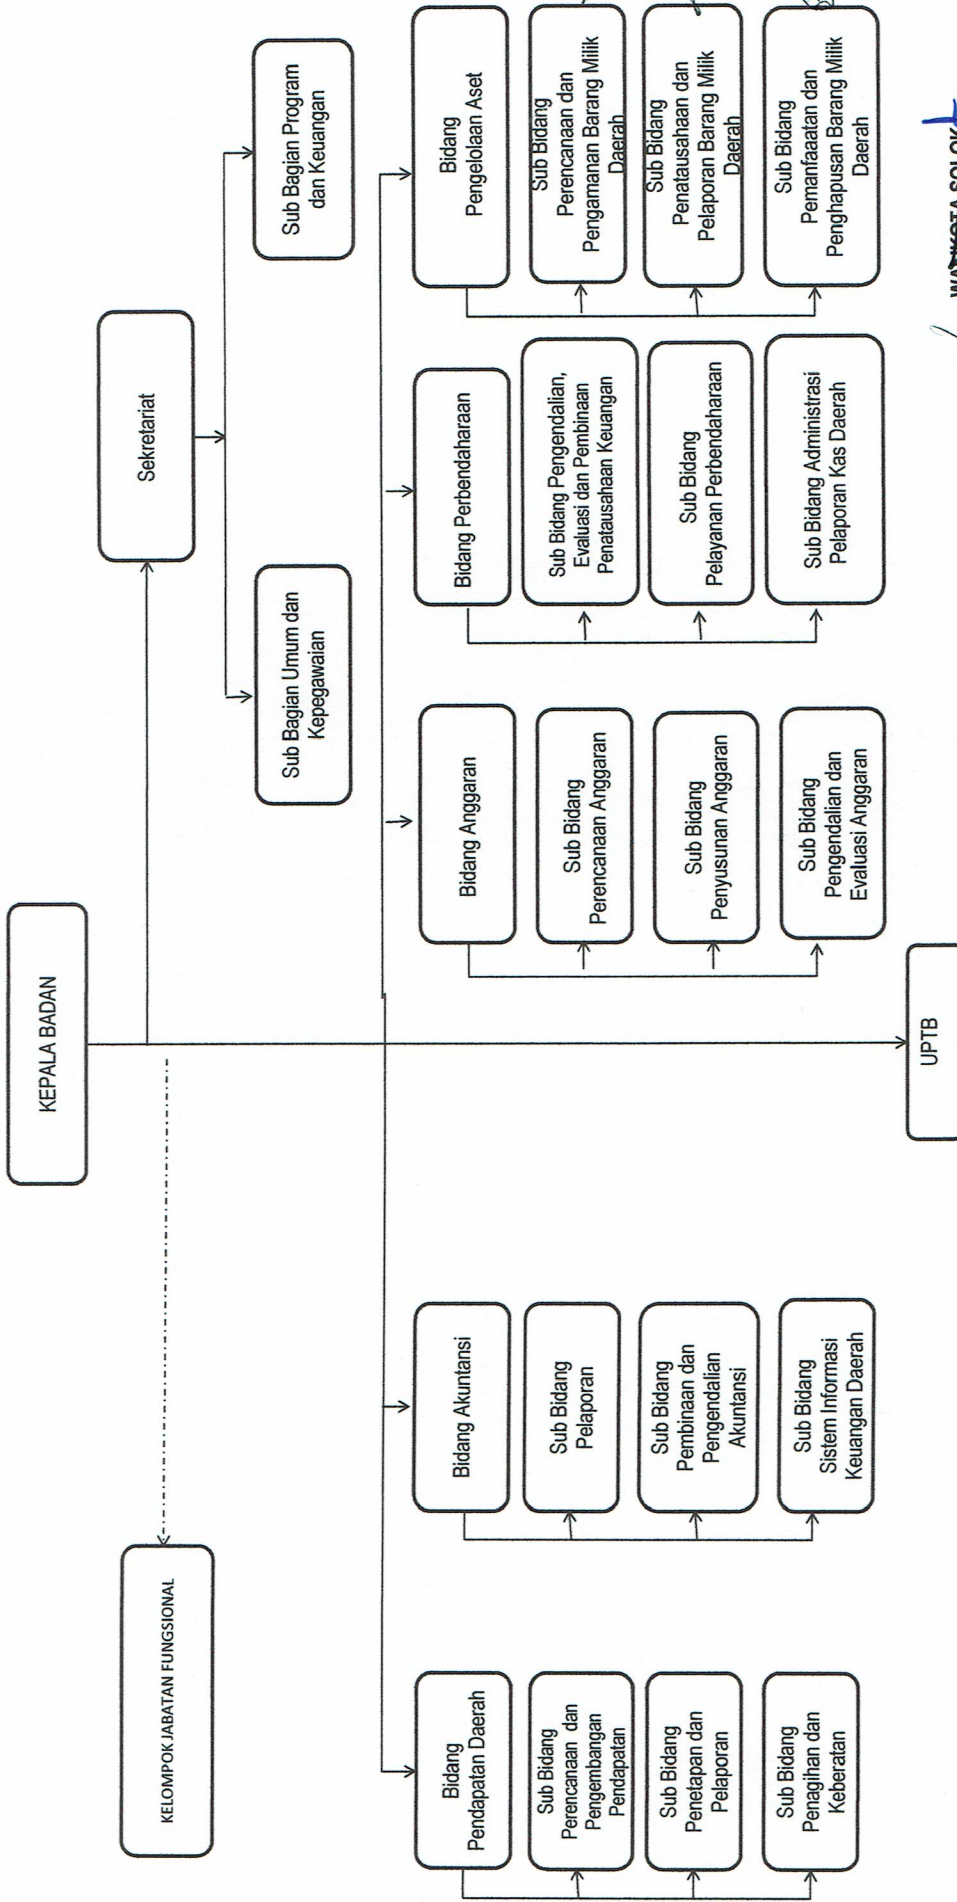 KEPALA BADAN
KELOMPOK JABATAN FUNGSIONAL
Sekretariat
Sub Bagian Umum dan
Kepegawaian
Sub Bagian Program
dan Keuangan
Bidang
Pendapatan Daerah
Sub Bidang
Perencanaan dan
Pengembangan
Pendapatan
Sub Bidang
Penetapan dan
Pelaporan
Sub Bidang
Penagihan dan
Keberatan
Bidang Akuntansi
Sub Bidang
Pelaporan
Sub Bidang
Pembinaan dan
Pengendalian
Akuntansi
Sub Bidang
Sistem Informasi
Keuangan Daerah
Bidang Anggaran
Sub Bidang
Perencanaan Anggaran
Sub Bidang
Penyusunan Anggaran
Sub Bidang
Pengendalian dan
Evaluasi Anggaran
Bidang Perbendaharaan
Sub Bidang Pengendalian,
Evaluasi dan Pembinaan
Penatausahaan Keuangan
Sub Bidang
Pelayanan Perbendaharaan
Sub Bidang Administrasi
Pelaporan Kas Daerah
Bidang
Pengelolaan Aset
Sub Bidang
Perencanaan dan
Pengamanan Barang Milik
Daerah
Sub Bidang
Penatausahaan dan
Pelaporan Barang Milik
Daerah
Sub Bidang
Pemanfaaatan dan
Penghapusan Barang Milik
Daerah
UPTB